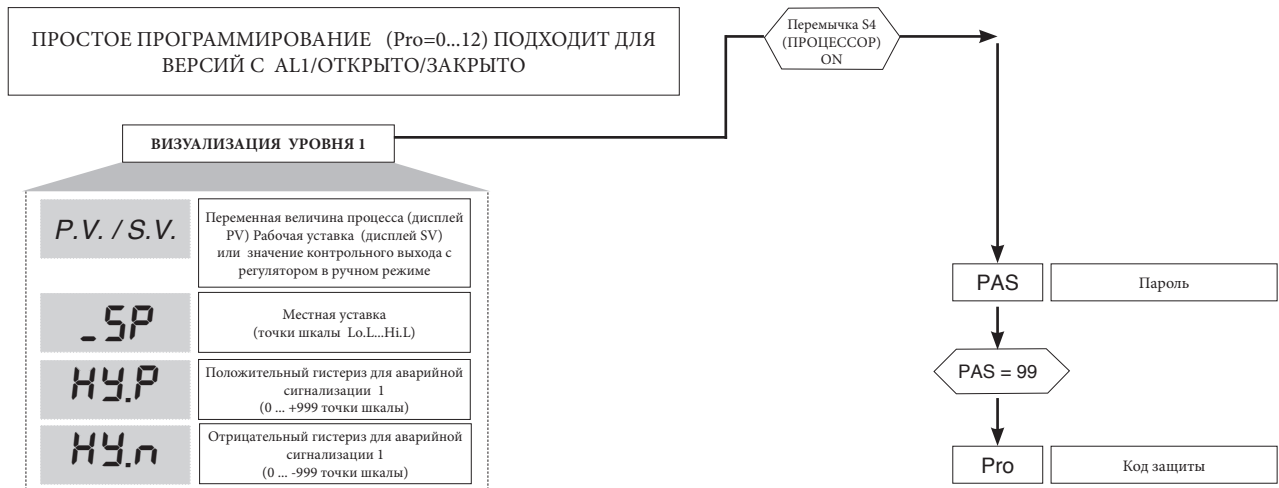 ПРОСТОЕ ПРОГРАММИРОВАНИЕ (Pro=0...12) ПОДХОДИТ ДЛЯ
ВЕРСИЙ С AL1/ОТКРЫТО/ЗАКРЫТО
Перемычка S4
(ПРОЦЕССОР)
ON
ВИЗУАЛИЗАЦИЯ УРОВНЯ 1
P.V. / S.V.
Переменная величина процесса (дисплей
PV) Рабочая уставка (дисплей SV)
или значение контрольного выхода с
регулятором в ручном режиме
_SP
Местная уставка
(точки шкалы Lo.L...Hi.L)
HY.P
Положительный гистериз для аварийной
сигнализации 1
(0 ... +999 точки шкалы)
HY.n
Отрицательный гистериз для аварийной
сигнализации 1
(0 ... -999 точки шкалы)
PAS
Пароль
PAS = 99
Pro
Код защиты